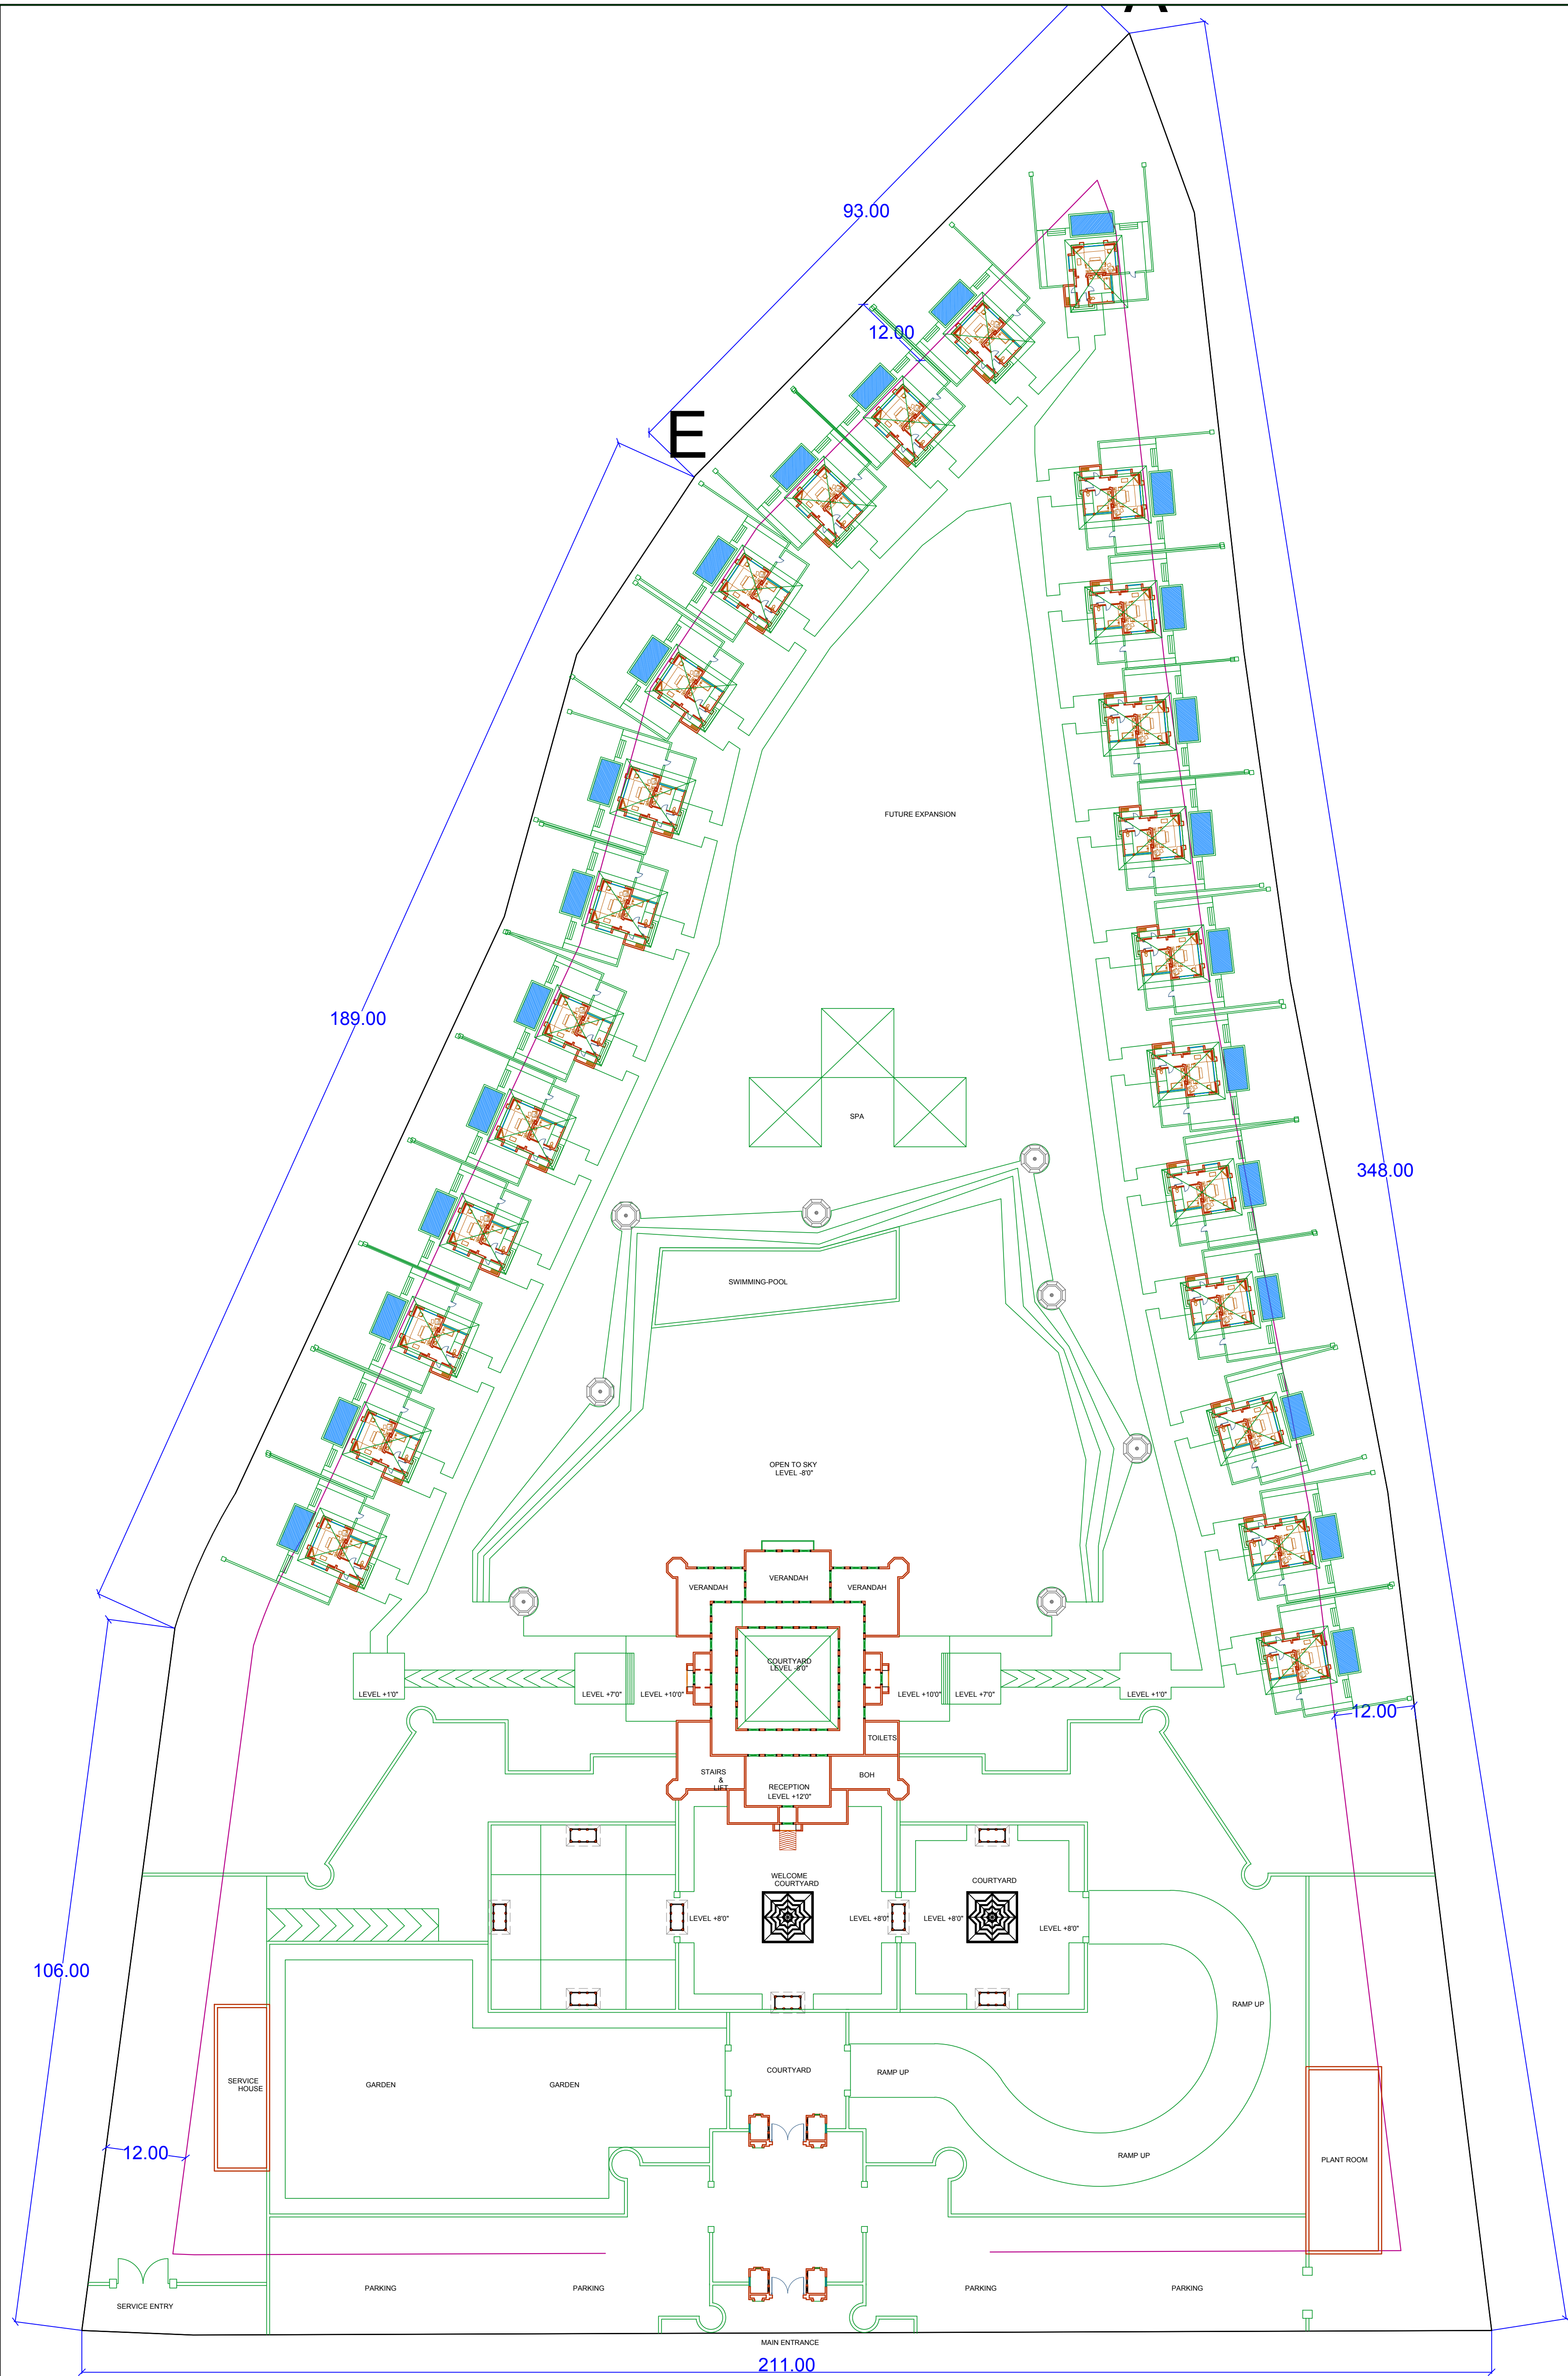 93.00
12.00
E
FUTURE EXPANSION
189.00
SPA
348.00
SWIMMING-POOL
OPEN TO SKY
LEVEL -8'0"
VERANDAH
VERANDAH
VERANDAH
COURTYARD
LEVEL -8'0"
LEVEL +1'0"
LEVEL +7'0"
LEVEL +10'0"
LEVEL +10'0"
LEVEL +7'0"
LEVEL +1'0"
12.00
TOILETS
STAIRS
&
LIFT
BOH
RECEPTION
LEVEL +12'0"
WELCOME
COURTYARD
COURTYARD
LEVEL +8'0"
LEVEL +8'0"
LEVEL +8'0"
LEVEL +8'0"
106.00
RAMP UP
COURTYARD
RAMP UP
SERVICE
HOUSE
GARDEN
GARDEN
12.00
RAMP UP
PLANT ROOM
PARKING
PARKING
PARKING
PARKING
SERVICE ENTRY
MAIN ENTRANCE
211.00